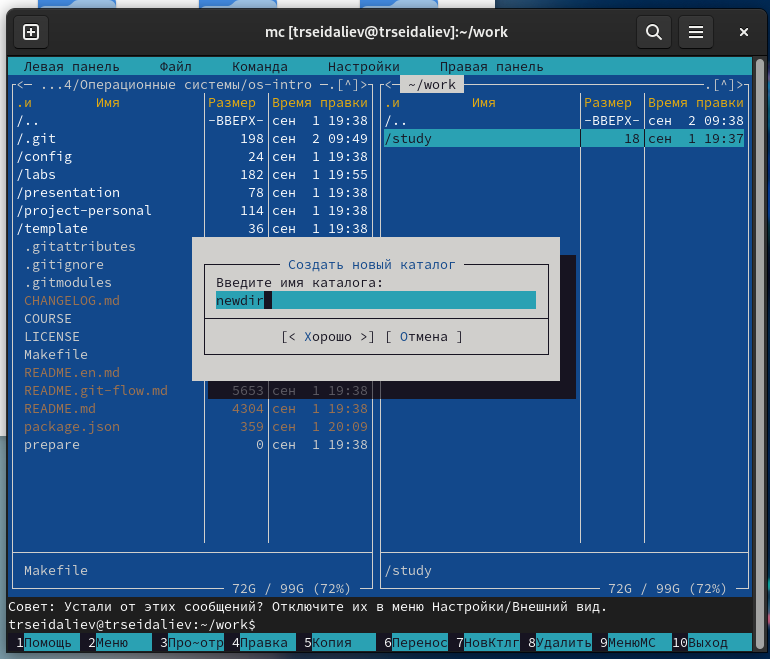 mc [trseidaliev@trseidaliev]:~/work
Левая панель Файл Команда Настройки Правая панель
<─ ...4/Операционные системы/os-intro ─.[^]> <─ ~/work .[^]>
.и Имя Размер Время правки .и Имя Размер Время правки
/.. -ВВЕРХ- сен 1 19:38 /.. -ВВЕРХ- сен 2 09:38
/.git 198 сен 2 09:49 /study 18 сен 1 19:37
/config 24 сен 1 19:38
/labs 182 сен 1 19:55
/presentation 78 сен 1 19:38
/project-personal 114 сен 1 19:38
/template 36 сен 1 19:38
.gitattributes
.gitignore
.gitmodules
CHANGELOG.md
COURSE
LICENSE
Makefile
README.en.md
README.git-flow.md 5653 сен 1 19:38
README.md 4304 сен 1 19:38
package.json 359 сен 1 20:09
prepare 0 сен 1 19:38
Создать новый каталог
Введите имя каталога:
newdir
[< Хорошо >] [ Отмена ]
Makefile /study
72G / 99G (72%) 72G / 99G (72%)
Совет: Устали от этих сообщений? Отключите их в меню Настройки/Внешний вид.
trseidaliev@trseidaliev:~/work$
1Помощь 2Меню 3Про~отр 4Правка 5Копия 6Перенос 7НовКтлг 8Удалить 9МенюМС 10Выход